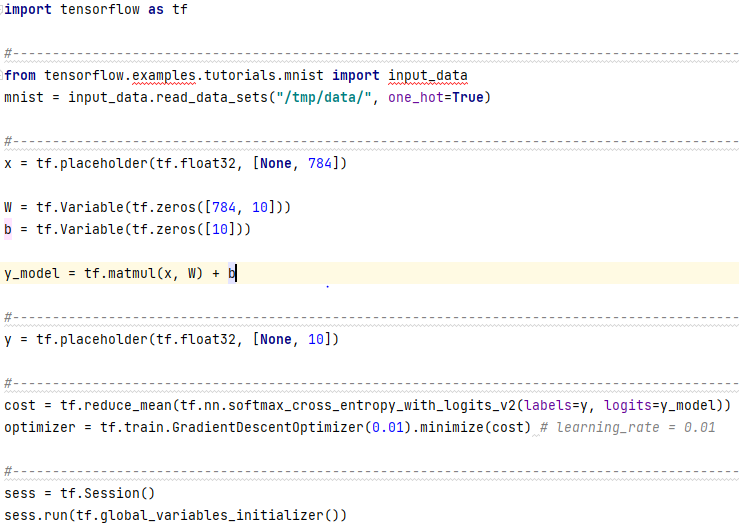 import tensorflow as tf
#--------------------------------------------------------------------------------------------
from tensorflow.examples.tutorials.mnist import input_data
mnist = input_data.read_data_sets("/tmp/data/", one_hot=True)
#--------------------------------------------------------------------------------------------
x = tf.placeholder(tf.float32, [None, 784])
W = tf.Variable(tf.zeros([784, 10]))
b = tf.Variable(tf.zeros([10]))
y_model = tf.matmul(x, W) + b
#--------------------------------------------------------------------------------------------
y = tf.placeholder(tf.float32, [None, 10])
#--------------------------------------------------------------------------------------------
cost = tf.reduce_mean(tf.nn.softmax_cross_entropy_with_logits_v2(labels=y, logits=y_model))
optimizer = tf.train.GradientDescentOptimizer(0.01).minimize(cost) # learning_rate = 0.01
#--------------------------------------------------------------------------------------------
sess = tf.Session()
sess.run(tf.global_variables_initializer())